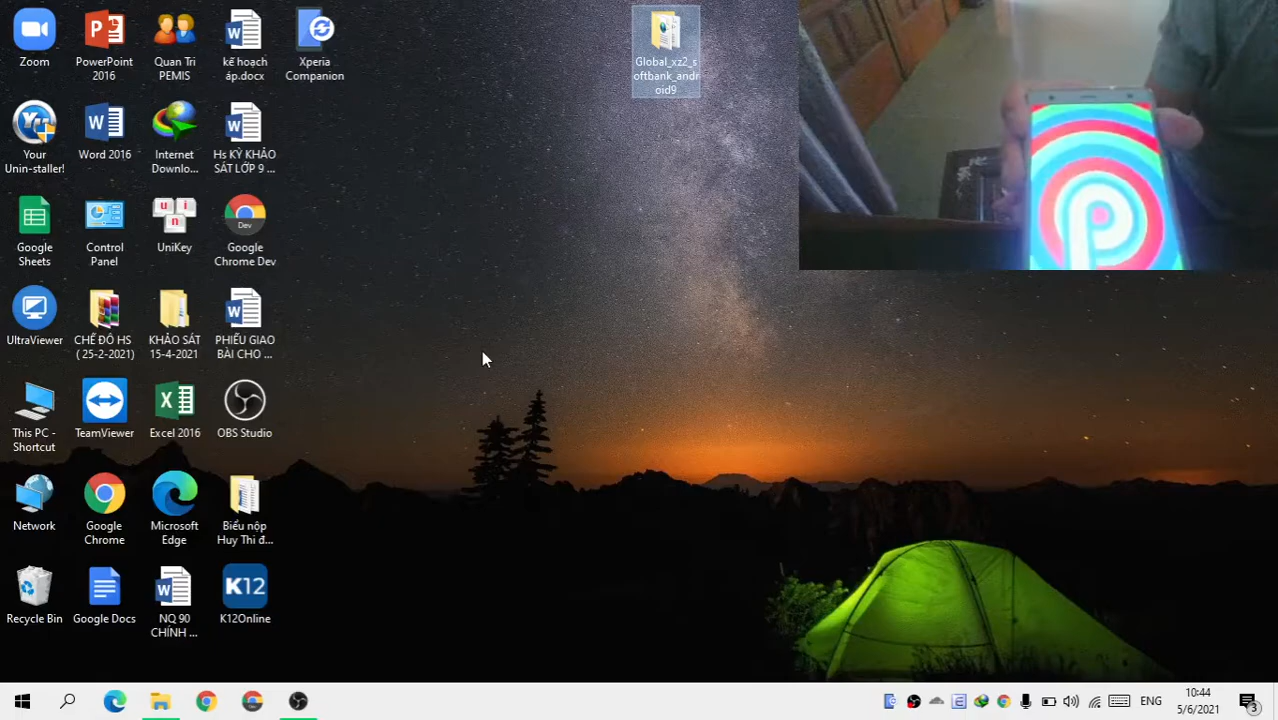 Zoom
PowerPoint
2016
Quan Tri
PEMIS
kế hoạch
áp.docx
Xperia
Companion
Global_xz2_s
oftbank_andr
oid9
Your
Unin-staller!
Word 2016
Internet
Downlo...
Hs KỲ KHẢO
SÁT LỚP 9 ...
Google
Sheets
Control
Panel
UniKey
Google
Chrome Dev
UltraViewer
CHẾ ĐÔ HS
( 25-2-2021)
KHẢO SÁT
15-4-2021
PHIẾU GIAO
BÀI CHO ...
This PC -
Shortcut
TeamViewer
Excel 2016
OBS Studio
Network
Google
Chrome
Microsoft
Edge
Biểu nộp
Huy Thi đ...
Recycle Bin
Google Docs
NQ 90
CHÍNH ...
K12
K12Online
ENG
10:44
5/6/2021
3